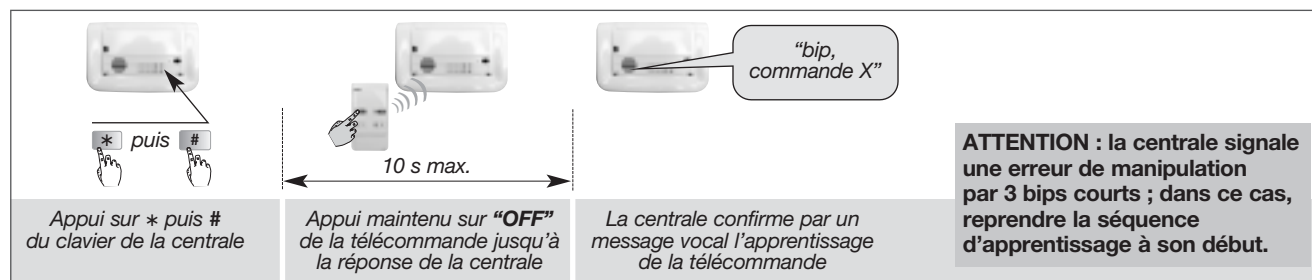 “bip,
commande X”
* puis #
10 s max.
Appui sur * puis #
du clavier de la centrale
Appui maintenu sur “OFF”
de la télécommande jusqu’à
la réponse de la centrale
La centrale confirme par un
message vocal l’apprentissage
de la télécommande
ATTENTION : la centrale signale
une erreur de manipulation
par 3 bips courts ; dans ce cas,
reprendre la séquence
d’apprentissage à son début.